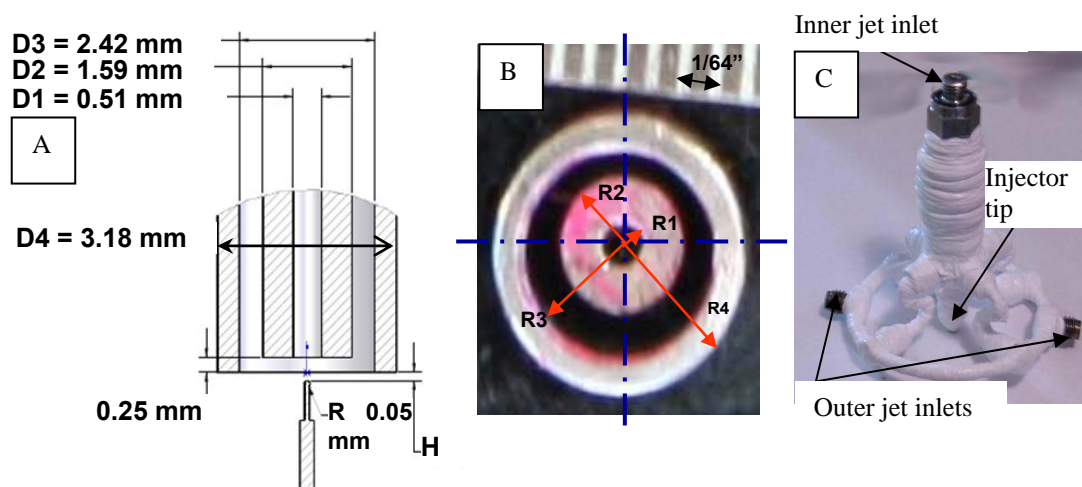 D3 = 2.42 mm
D2 = 1.59 mm
D1 = 0.51 mm
A
D4 = 3.18 mm
0.25 mm
R 0.05
mm
H
B
1/64”
R2
R1
R3
R4
Inner jet inlet
C
Injector
tip
Outer jet inlets